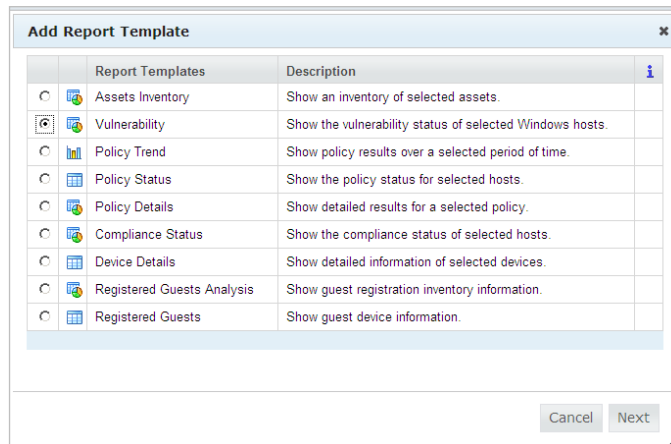 Add Report Template
Report Templates Description i
Assets Inventory Show an inventory of selected assets.
Vulnerability Show the vulnerability status of selected Windows hosts.
Policy Trend Show policy results over a selected period of time.
Policy Status Show the policy status for selected hosts.
Policy Details Show detailed results for a selected policy.
Compliance Status Show the compliance status of selected hosts.
Device Details Show detailed information of selected devices.
Registered Guests Analysis Show guest registration inventory information.
Registered Guests Show guest device information.
Cancel Next